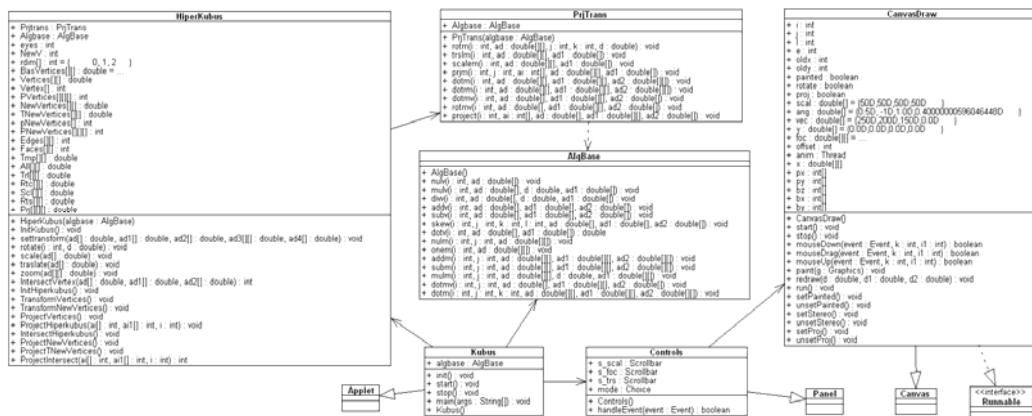 HiperKubus
+ Prjtrans : PrjTrans
+ Algbase : AlgBase
+ eyes : int
+ NewV : int
+ rdim[] : int = { 0, 1, 2 }
+ BasVertices[][] : double = ...
+ Vertices[][] : double
+ Vertex[] : int
+ PVertices[][][] : int
+ NewVertices[][] : double
+ TNewVertices[][] : double
+ pNewVertices[] : int
+ PNewVertices[][][] : int
+ Edges[][] : int
+ Faces[][] : int
+ Tmp[][] : double
+ All[][] : double
+ Trl[][] : double
+ Rtc[][] : double
+ Scl[][] : double
+ Rts[][] : double
+ Prj[][][] : double
+ HiperKubus(algbase : AlgBase)
+ InitKubus() : void
+ settransform(ad[] : double, ad1[] : double, ad2[] : double, ad3[][] : double, ad4[] : double) : void
+ rotate(i : int, d : double) : void
+ scale(ad[] : double) : void
+ traslate(ad[] : double) : void
+ zoom(ad[][] : double) : void
+ IntersectVertex(ad[] : double, ad1[] : double, ad2[] : double) : int
+ IntHiperkubus() : void
+ TransformVertices() : void
+ TransformNewVertices() : void
+ ProjectVertices() : void
+ ProjectHiperkubus(ai[] : int, ai1[] : int, i : int) : void
+ IntersectHiperkubus() : void
+ ProjectNewVertices() : void
+ ProjectTNewVertices() : void
+ ProjectIntersect(ai[] : int, ai1[] : int, i : int) : int
PrjTrans
+ Algbase : AlgBase
+ PrjTrans(algbase : AlgBase)
+ rotm(i : int, ad : double[][], j : int, k : int, d : double) : void
+ trslm(i : int, ad : double[][], ad1 : double[]) : void
+ scalem(i : int, ad : double[][], ad1 : double[]) : void
+ prjm(i : int, j : int, ai : int[], ad : double[][], ad1 : double[]) : void
+ dotm(i : int, ad : double[][], ad1 : double[][], ad2 : double[][]) : void
+ dotm(i : int, ad : double[][], ad1 : double[][], ad2 : double[][]) : void
+ dotmv(i : int, ad : double[][], ad1 : double[], ad2 : double[]) : void
+ rotmv(i : int, ad : double[], ad1 : double[][], ad2 : double[]) : void
+ project(i : int, ai : int[], ad : double[], ad1 : double[][], ad2 : double[]) : void
AlgBase
+ AlgBase()
+ nulv(i : int, ad : double[]) : void
+ mulv(i : int, ad : double[], d : double, ad1 : double[]) : void
+ divv(i : int, ad : double[], d : double, ad1 : double[]) : void
+ addv(i : int, ad : double[], ad1 : double[], ad2 : double[]) : void
+ subv(i : int, ad : double[], ad1 : double[], ad2 : double[]) : void
+ skew(i : int, j : int, k : int, l : int, ad : double[], ad1 : double[]) : void
+ dotv(i : int, ad : double[], ad1 : double[]) : double
+ nulm(i : int, j : int, ad : double[][]) : void
+ onem(i : int, ad : double[][]) : void
+ addm(i : int, j : int, ad : double[][], ad1 : double[][], ad2 : double[][]) : void
+ subm(i : int, j : int, ad : double[][], ad1 : double[][], ad2 : double[][]) : void
+ mulm(i : int, j : int, ad : double[][], d : double, ad1 : double[][]) : void
+ dotmv(i : int, j : int, ad : double[][], ad1 : double[], ad2 : double[]) : void
+ dotm(i : int, j : int, k : int, ad : double[][], ad1 : double[][], ad2 : double[][]) : void
CanvasDraw
+ i : int
+ j : int
+ l : int
+ e : int
+ oldx : int
+ oldy : int
+ painted : boolean
+ rotate : boolean
+ proj : boolean
+ scal : double[] = {50D,50D,50D,50D }
+ ang : double[] = {0.5D,-1D,1.0D,0.40000000596046448D }
+ vec : double[] = {250D,200D,150D,0.0D }
+ y : double[] = {0.0D,0.0D,0.0D,0.0D }
+ foc : double[][] = ...
+ offset : int
+ anim : Thread
+ x : double[][]
+ px : int[]
+ py : int[]
+ bz : int[]
+ bx : int[]
+ by : int[]
+ CanvasDraw()
+ start() : void
+ stop() : void
+ mouseDown(event : Event, k : int, i1 : int) : boolean
+ mouseDrag(event : Event, k : int, i1 : int) : boolean
+ mouseUp(event : Event, k : int, i1 : int) : boolean
+ paint(g : Graphics) : void
+ redraw(d : double, d1 : double, d2 : double) : void
+ run() : void
+ setPainted() : void
+ unsetPainted() : void
+ setStereo() : void
+ unsetStereo() : void
+ setProj() : void
+ unsetProj() : void
Kubus
+ algbase : AlgBase
+ init() : void
+ start() : void
+ stop() : void
+ main(args : String[]) : void
+ Kubus()
Controls
+ s_scal : Scrollbar
+ s_foc : Scrollbar
+ s_trs : Scrollbar
+ mode : Choice
+ Controls()
+ handleEvent(event : Event) : boolean
Applet
Panel
Canvas
<<interface>>
Runnable